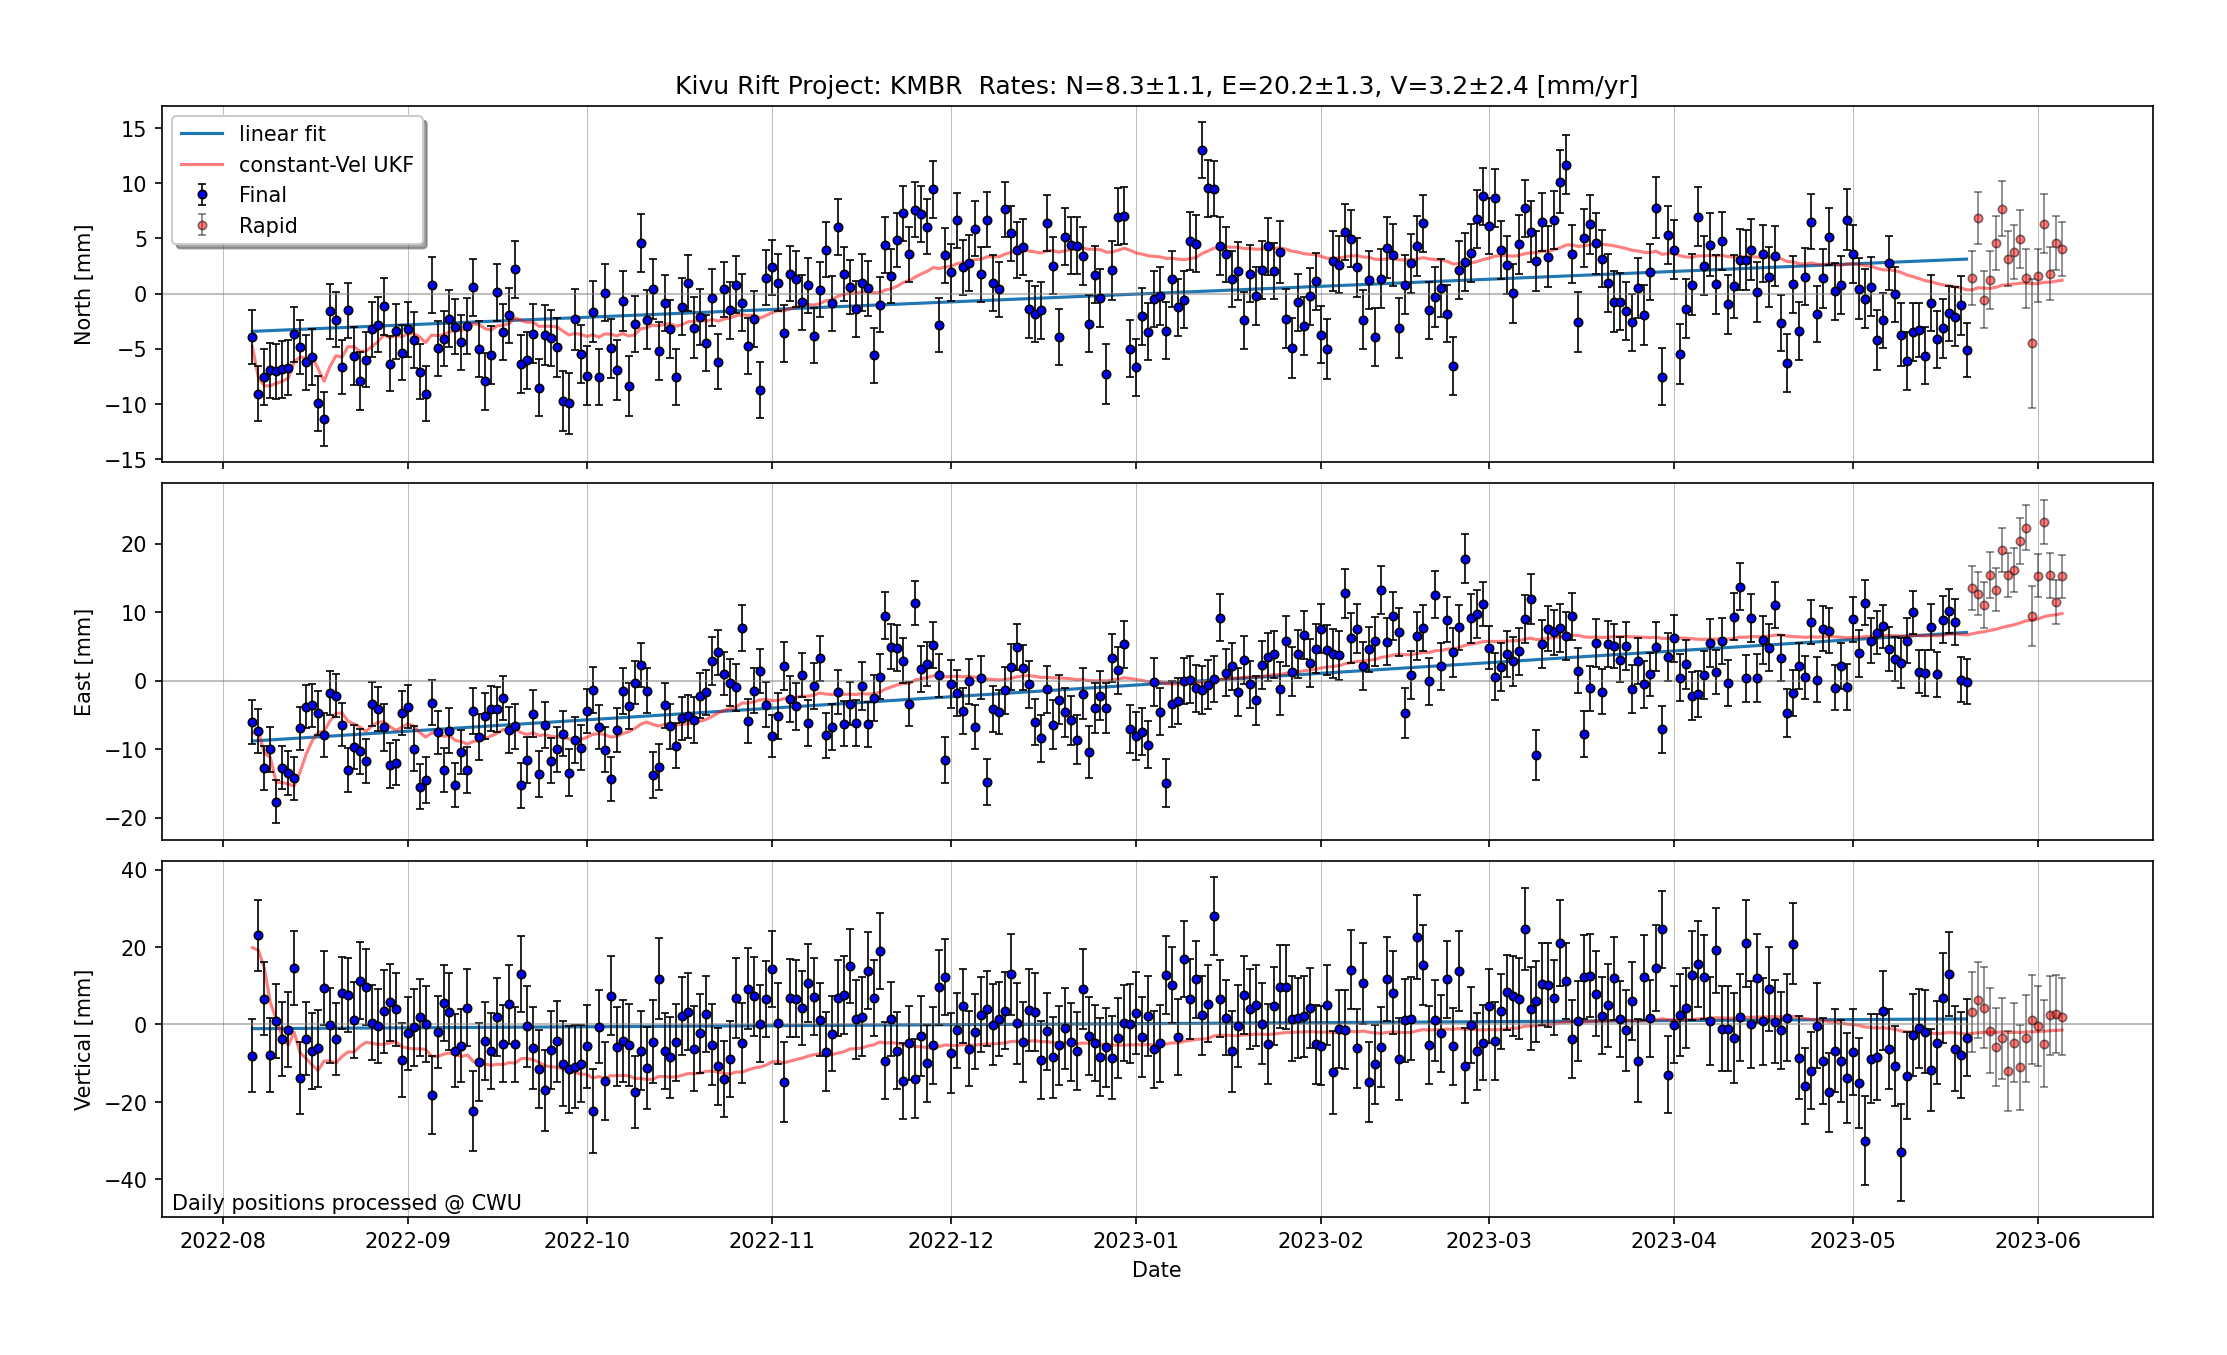 Kivu Rift Project: KMBR  Rates: N=8.3±1.1, E=20.2±1.3, V=3.2±2.4 [mm/yr]
linear fit
constant-Vel UKF
Final
Rapid
North [mm]
15
10
5
0
−5
−10
−15
East [mm]
20
10
0
−10
−20
Vertical [mm]
40
20
0
−20
−40
Daily positions processed @ CWU
2022-08 2022-09 2022-10 2022-11 2022-12 2023-01 2023-02 2023-03 2023-04 2023-05 2023-06
Date